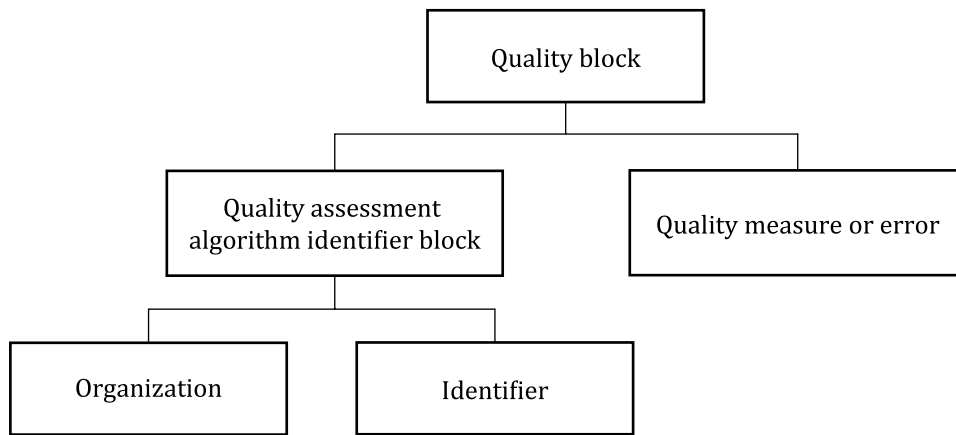 Quality block
Quality assessment
algorithm identifier block
Quality measure or error
Organization
Identifier